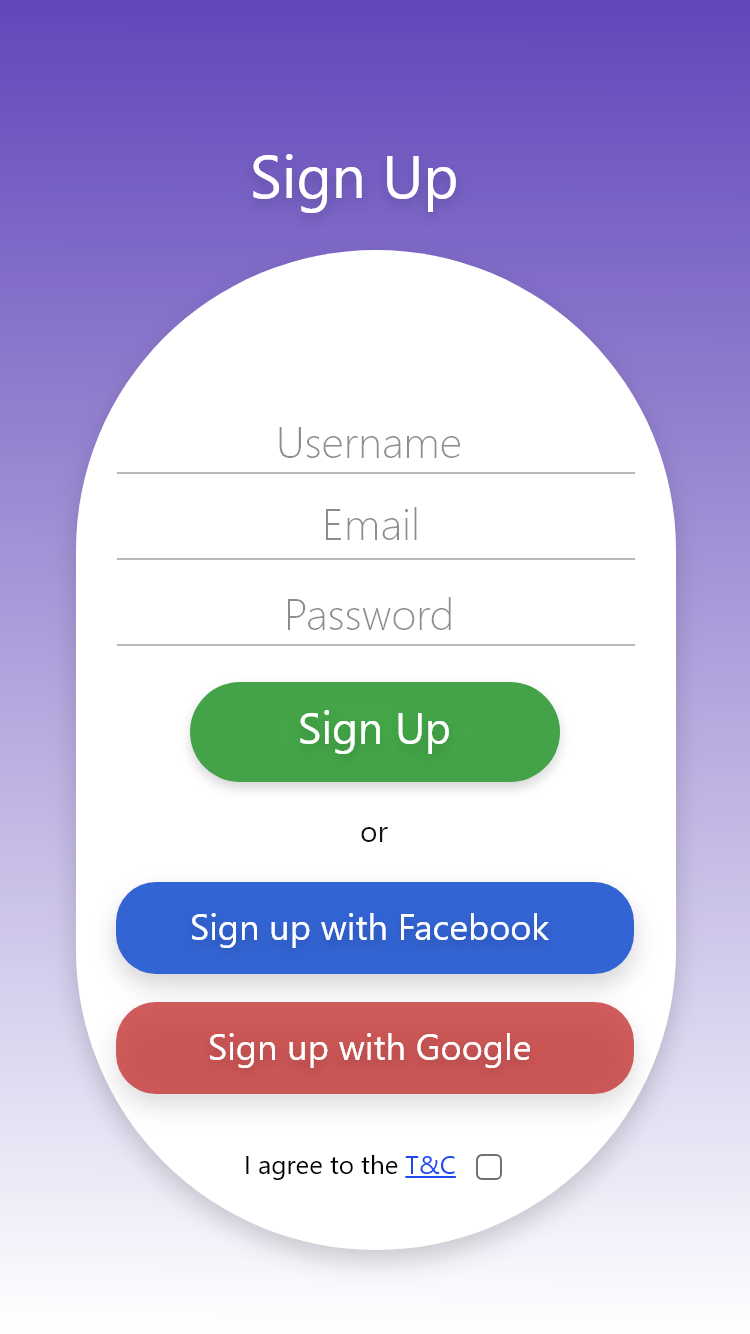 Sign Up
Username
Email
Password
Sign Up
or
Sign up with Facebook
Sign up with Google
I agree to the T&C